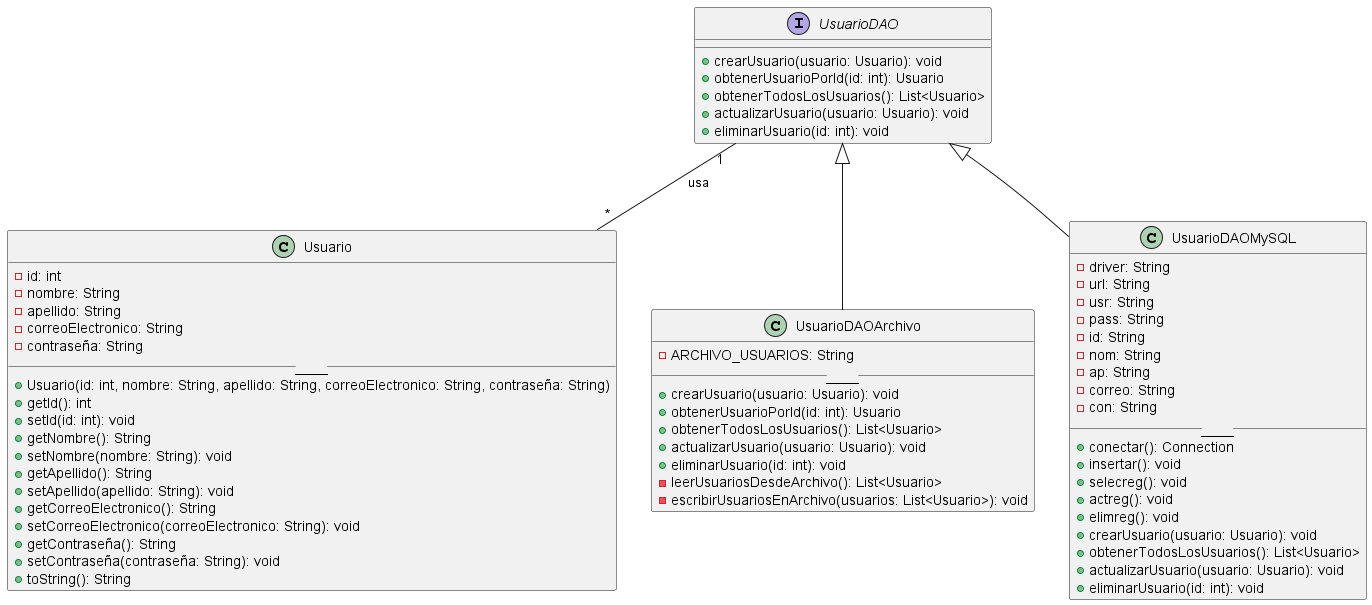 I UsuarioDAO
crearUsuario(usuario: Usuario): void
obtenerUsuarioPorId(id: int): Usuario
obtenerTodosLosUsuarios(): List<Usuario>
actualizarUsuario(usuario: Usuario): void
eliminarUsuario(id: int): void
1
usa
*
C Usuario
id: int
nombre: String
apellido: String
correoElectronico: String
contraseña: String
Usuario(id: int, nombre: String, apellido: String, correoElectronico: String, contraseña: String)
getId(): int
setId(id: int): void
getNombre(): String
setNombre(nombre: String): void
getApellido(): String
setApellido(apellido: String): void
getCorreoElectronico(): String
setCorreoElectronico(correoElectronico: String): void
getContraseña(): String
setContraseña(contraseña: String): void
toString(): String
C UsuarioDAOArchivo
ARCHIVO_USUARIOS: String
crearUsuario(usuario: Usuario): void
obtenerUsuarioPorId(id: int): Usuario
obtenerTodosLosUsuarios(): List<Usuario>
actualizarUsuario(usuario: Usuario): void
eliminarUsuario(id: int): void
leerUsuariosDesdeArchivo(): List<Usuario>
escribirUsuariosEnArchivo(usuarios: List<Usuario>): void
C UsuarioDAOMySQL
driver: String
url: String
usr: String
pass: String
id: String
nom: String
ap: String
correo: String
con: String
conectar(): Connection
insertar(): void
selecreg(): void
actreg(): void
elimreg(): void
crearUsuario(usuario: Usuario): void
obtenerTodosLosUsuarios(): List<Usuario>
actualizarUsuario(usuario: Usuario): void
eliminarUsuario(id: int): void